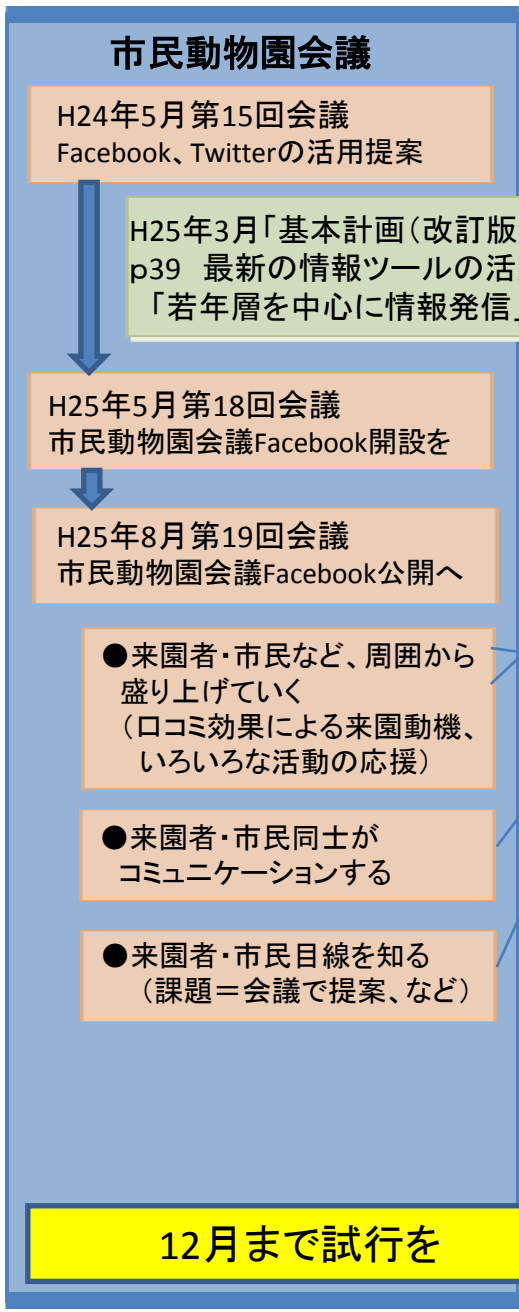 市民動物園会議
H24年5月第15回会議
Facebook、Twitterの活用提案
H25年3月「基本計画(改訂版
p39 最新の情報ツールの活
「若年層を中心に情報発信」
H25年5月第18回会議
市民動物園会議Facebook開設を
H25年8月第19回会議
市民動物園会議Facebook公開へ
●来園者・市民など、周囲から
盛り上げていく
(口コミ効果による来園動機、
いろいろな活動の応援)
●来園者・市民同士が
コミュニケーションする
●来園者・市民目線を知る
(課題=会議で提案、など)
12月まで試行を